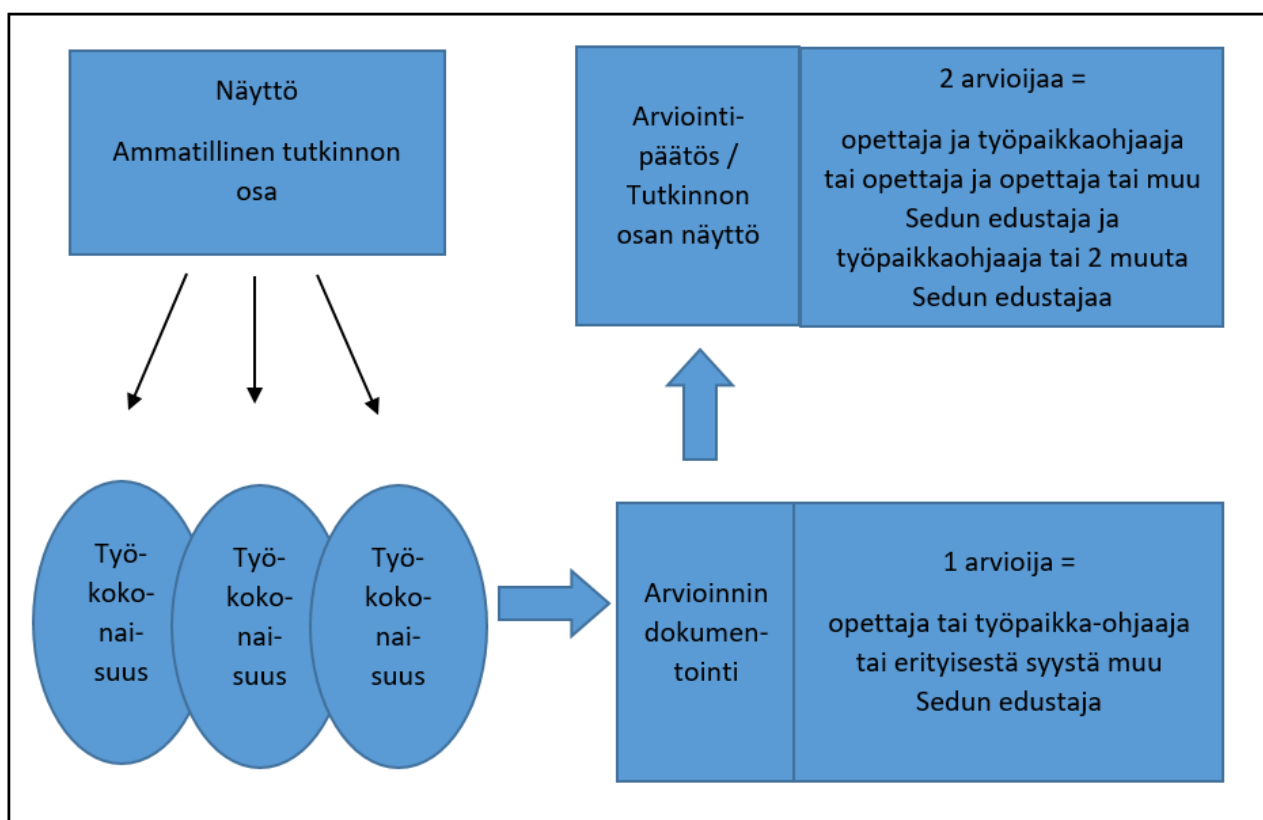 Näyttö
Ammatillinen tutkinnon
osa
Arviointi-
päätös /
Tutkinnon
osan näyttö
2 arvioijaa =
opettaja ja työpaikkaohjaaja
tai opettaja ja opettaja tai muu
Sedun edustaja ja
työpaikkaohjaaja tai 2 muuta
Sedun edustajaa
Työ-
koko-
nai-
suus
Työ-
koko-
nai-
suus
Työ-
koko-
nai-
suus
Arvioinnin
dokumen-
tointi
1 arvioija =
opettaja tai työpaikka-ohjaaja
tai erityisestä syystä muu
Sedun edustaja